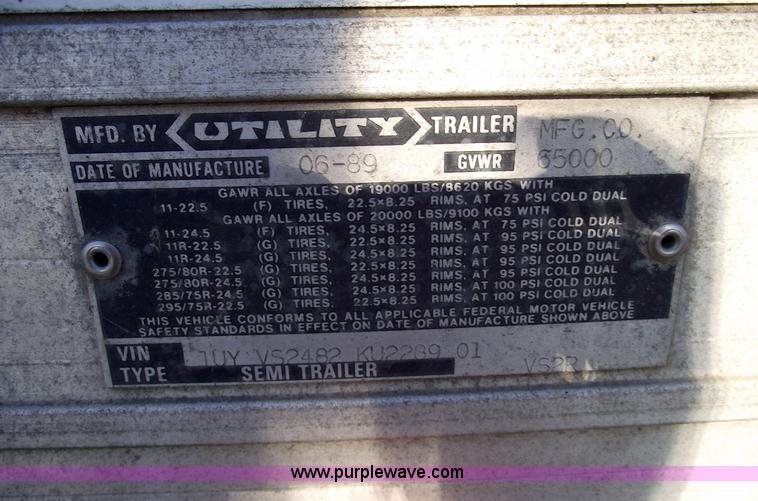 MFD. BY UTILITY TRAILER MFG. CO.
DATE OF MANUFACTURE 06-89 GVWR 65000
GAWR ALL AXLES OF 19000 LBS/8620 KGS WITH
11-22.5 (F) TIRES, 22.5×8.25 RIMS, AT 75 PSI COLD DUAL
GAWR ALL AXLES OF 20000 LBS/9100 KGS WITH
11-24.5 (F) TIRES, 24.5×8.25 RIMS, AT 75 PSI COLD DUAL
11R-22.5 (G) TIRES, 22.5×8.25 RIMS, AT 95 PSI COLD DUAL
11R-24.5 (G) TIRES, 24.5×8.25 RIMS, AT 95 PSI COLD DUAL
275/80R-22.5 (G) TIRES, 22.5×8.25 RIMS, AT 95 PSI COLD DUAL
275/80R-24.5 (G) TIRES, 24.5×8.25 RIMS, AT 95 PSI COLD DUAL
285/75R-24.5 (G) TIRES, 24.5×8.25 RIMS, AT 100 PSI COLD DUAL
295/75R-22.5 (G) TIRES, 22.5×8.25 RIMS, AT 100 PSI COLD DUAL
THIS VEHICLE CONFORMS TO ALL APPLICABLE FEDERAL MOTOR VEHICLE
SAFETY STANDARDS IN EFFECT ON DATE OF MANUFACTURE SHOWN ABOVE
VIN 1UY VS2482 KU2289 01
TYPE SEMI TRAILER VS2R
www.purplewave.com